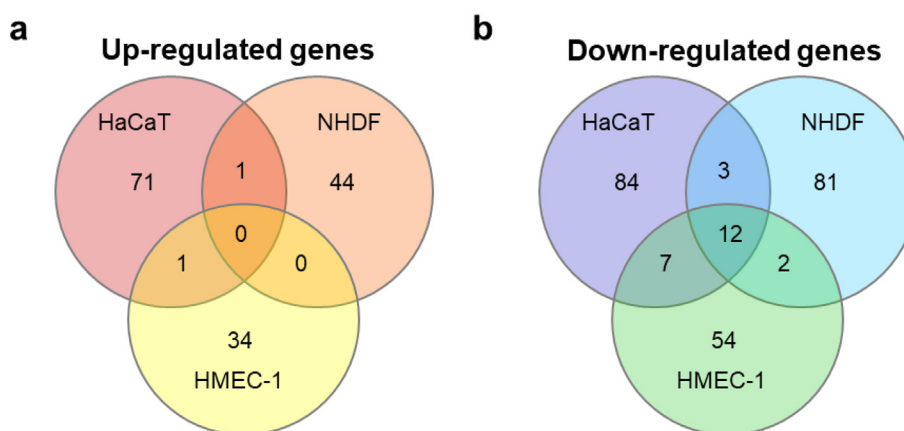 a
Up-regulated genes
HaCaT
NHDF
71
1
44
0
1
0
34
HMEC-1
b
Down-regulated genes
HaCaT
NHDF
84
3
81
12
7
2
54
HMEC-1